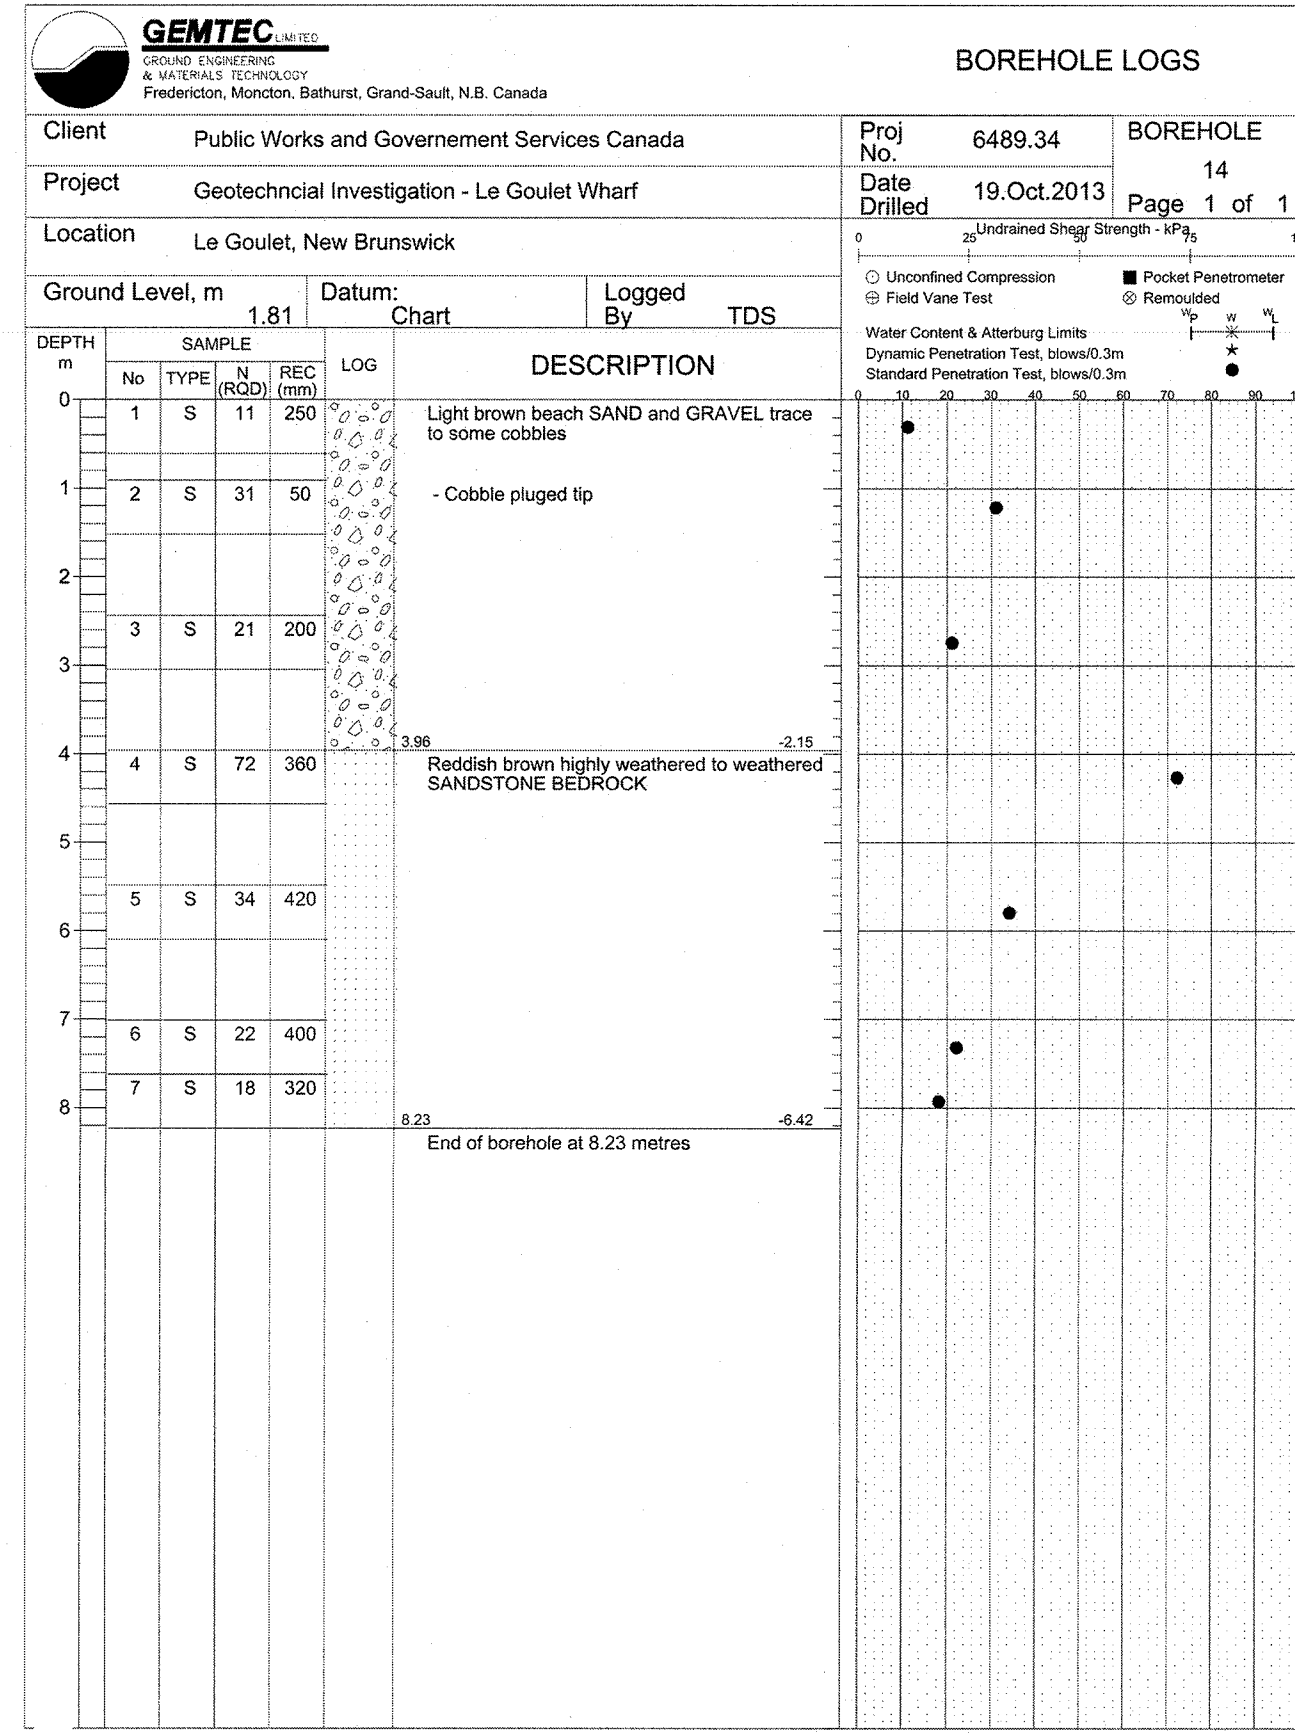 GEMTEC LIMITED
GROUND ENGINEERING
& MATERIALS TECHNOLOGY
Fredericton, Moncton, Bathurst, Grand-Sault, N.B. Canada
BOREHOLE LOGS
Client Public Works and Governement Services Canada
Proj No. 6489.34
BOREHOLE
14
Page 1 of 1
Project Geotechncial Investigation - Le Goulet Wharf
Date Drilled 19.Oct.2013
Location Le Goulet, New Brunswick
Undrained Shear Strength - kPa
0 25 50 75 1
Ground Level, m 1.81
Datum: Chart
Logged By TDS
Unconfined Compression
Pocket Penetrometer
Field Vane Test
Remoulded
WP W WL
Water Content & Atterburg Limits
Dynamic Penetration Test, blows/0.3m
Standard Penetration Test, blows/0.3m
DEPTH m
SAMPLE
No TYPE N (RQD) REC (mm)
LOG
DESCRIPTION
0 10 20 30 40 50 60 70 80 90 1
0
1 S 11 250
Light brown beach SAND and GRAVEL trace
to some cobbles
1
2 S 31 50
- Cobble pluged tip
2
3 S 21 200
3
3.96 -2.15
4
4 S 72 360
Reddish brown highly weathered to weathered
SANDSTONE BEDROCK
5
5 S 34 420
6
7
6 S 22 400
7 S 18 320
8
8.23 -6.42
End of borehole at 8.23 metres